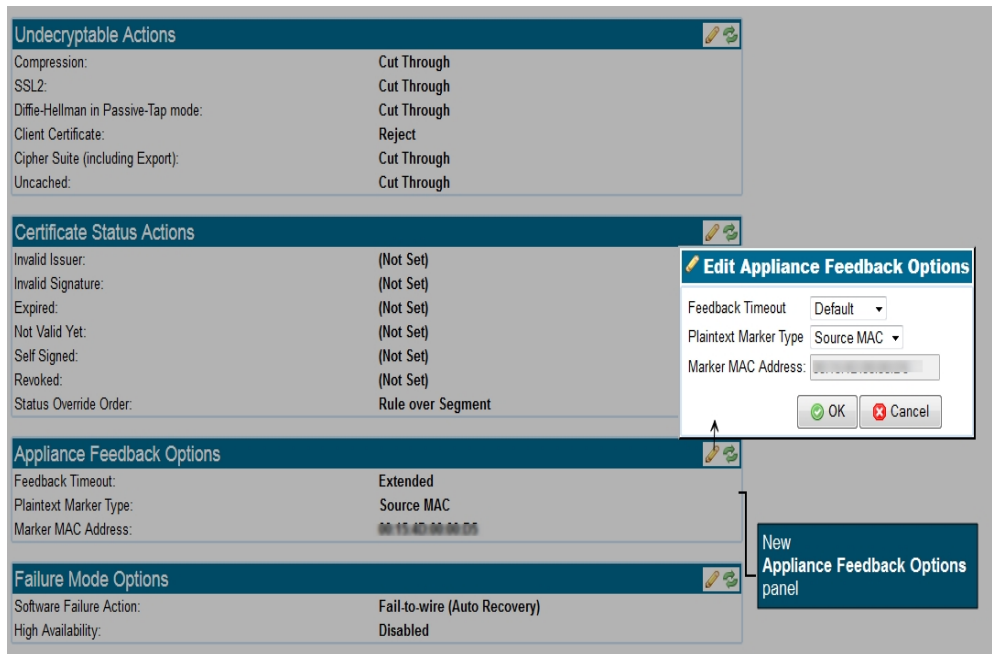 Undecryptable Actions
Compression: Cut Through
SSL2: Cut Through
Diffie-Hellman in Passive-Tap mode: Cut Through
Client Certificate: Reject
Cipher Suite (including Export): Cut Through
Uncached: Cut Through
Certificate Status Actions
Invalid Issuer: (Not Set)
Invalid Signature: (Not Set)
Expired: (Not Set)
Not Valid Yet: (Not Set)
Self Signed: (Not Set)
Revoked: (Not Set)
Status Override Order: Rule over Segment
Edit Appliance Feedback Options
Feedback Timeout Default
Plaintext Marker Type Source MAC
Marker MAC Address:
OK Cancel
Appliance Feedback Options
Feedback Timeout: Extended
Plaintext Marker Type: Source MAC
Marker MAC Address:
New
Appliance Feedback Options
panel
Failure Mode Options
Software Failure Action: Fail-to-wire (Auto Recovery)
High Availability: Disabled